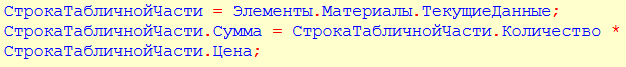 СтрокаТабличнойЧасти = Элементы.Материалы.ТекущиеДанные;
СтрокаТабличнойЧасти.Сумма = СтрокаТабличнойЧасти.Количество *
СтрокаТабличнойЧасти.Цена;